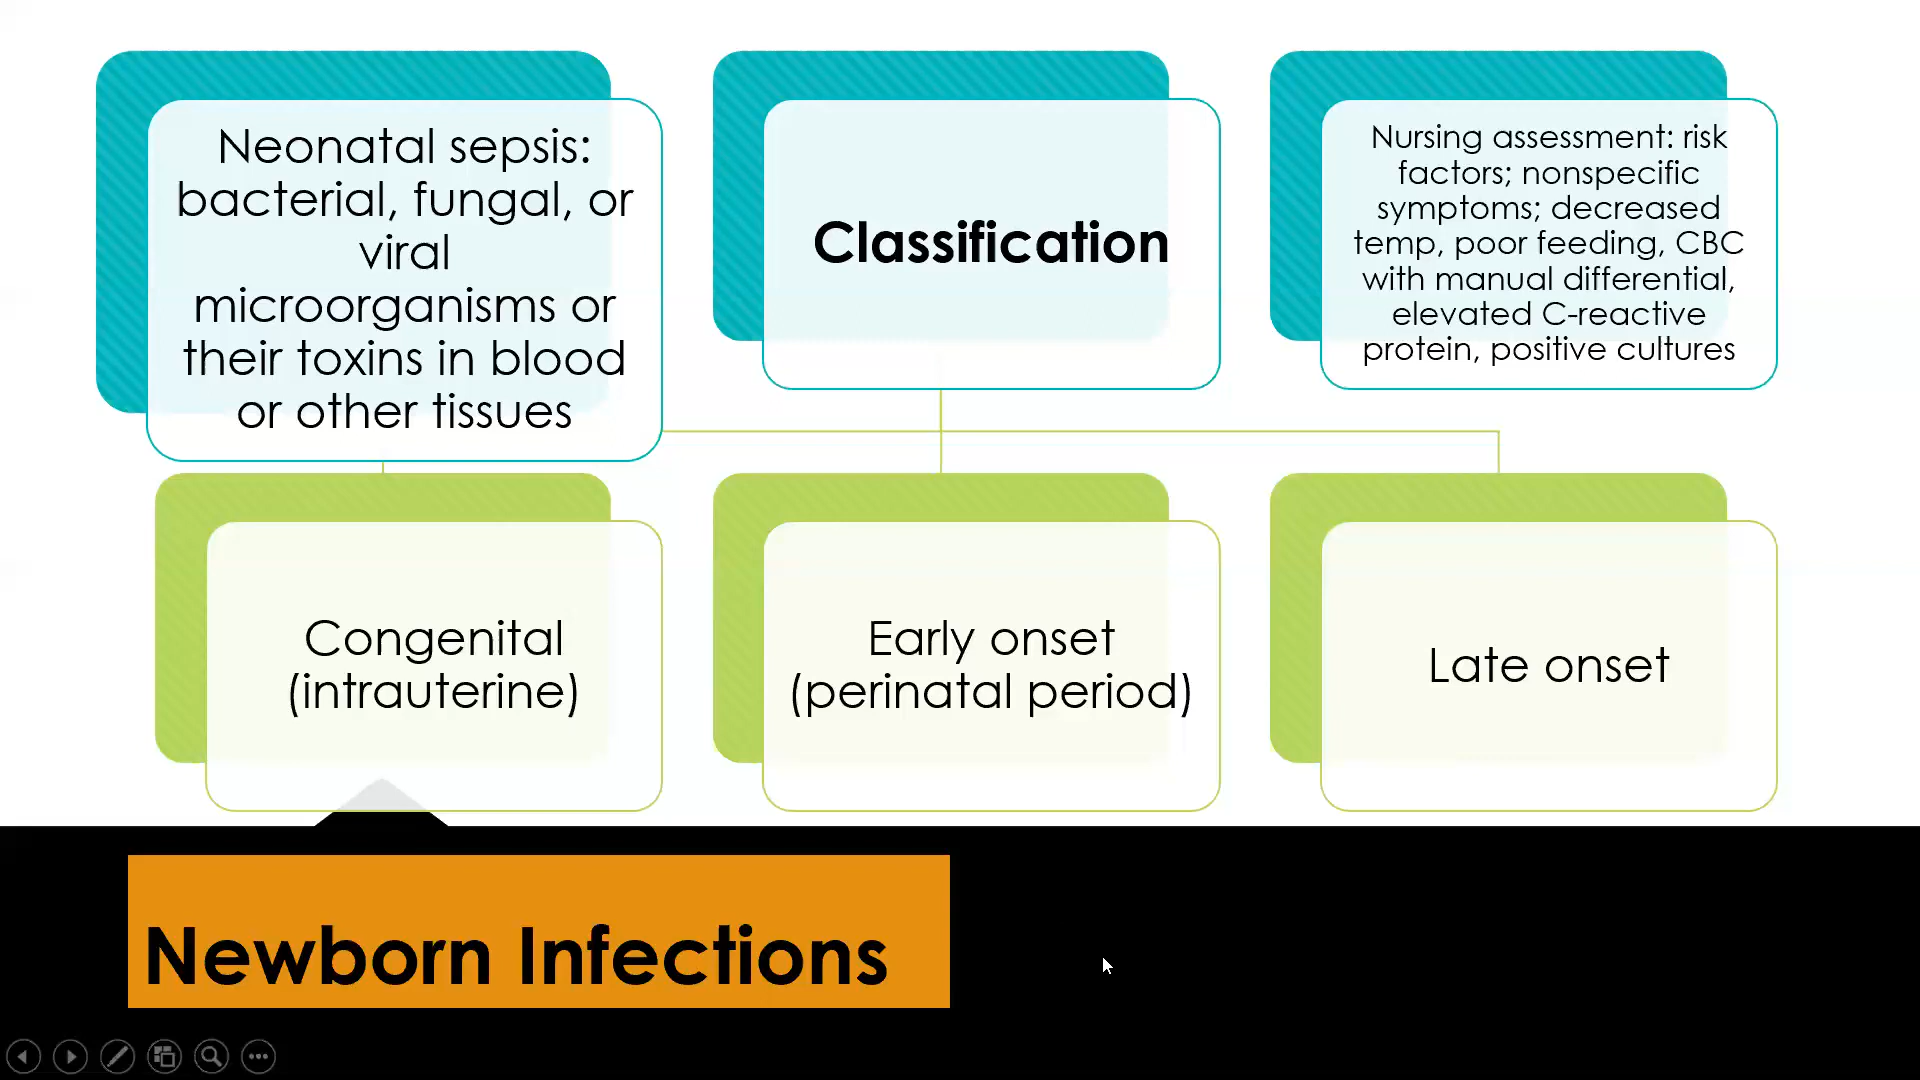 Neonatal sepsis:
bacterial, fungal, or
viral
microorganisms or
their toxins in blood
or other tissues
Classification
Nursing assessment: risk
factors; nonspecific
symptoms; decreased
temp, poor feeding, CBC
with manual differential,
elevated C-reactive
protein, positive cultures
Congenital
(intrauterine)
Early onset
(perinatal period)
Late onset
Newborn Infections